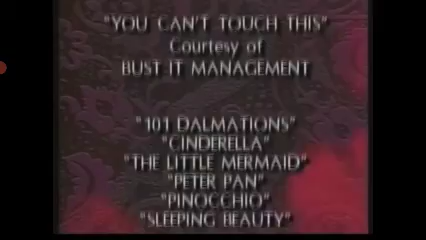 "YOU CAN'T TOUCH THIS"
Courtesy of
BUST IT MANAGEMENT
"101 DALMATIONS"
"CINDERELLA"
"THE LITTLE MERMAID"
"PETER PAN"
"PINOCCHIO"
"SLEEPING BEAUTY"